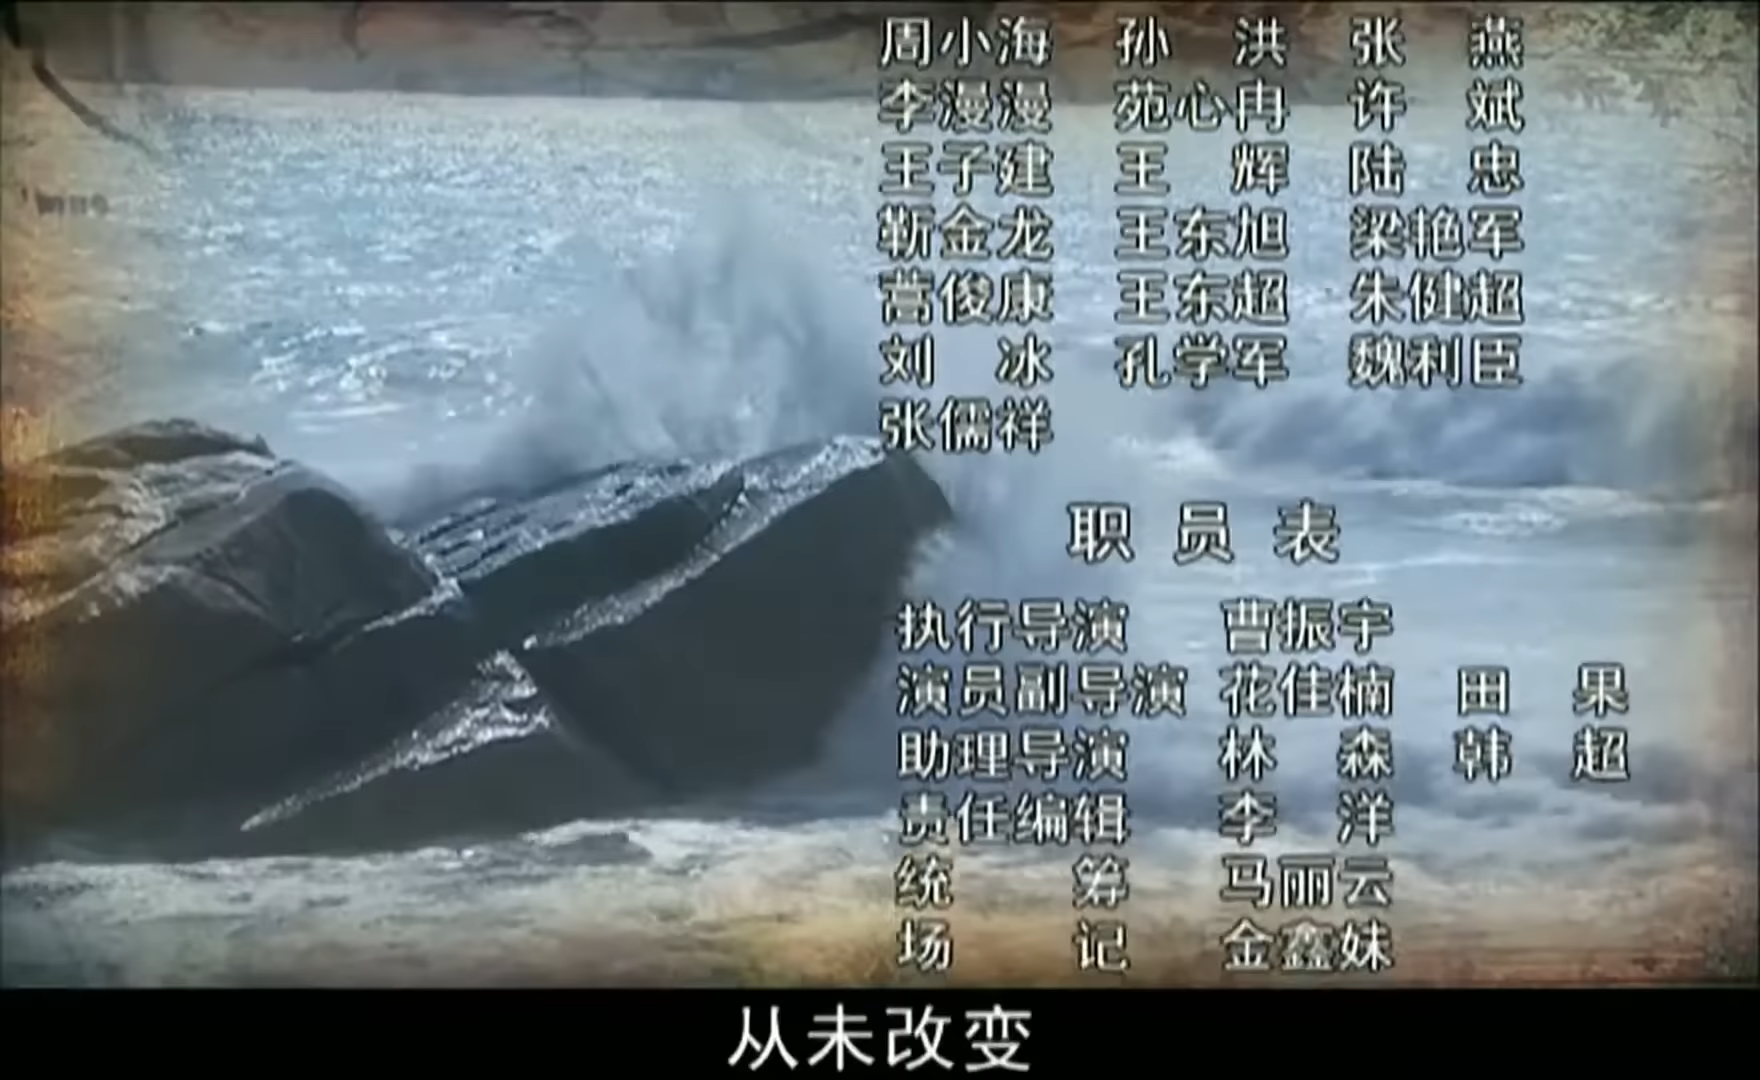 周小海 孙洪 张燕
李漫漫 苑心冉 许斌
王子建 王辉 陆忠
靳金龙 王东旭 梁艳军
蒿俊康 王东超 朱健超
刘冰 孔学军 魏利臣
张儒祥
职员表
执行导演 曹振宇
演员副导演 花佳楠 田果
助理导演 林森 韩超
责任编辑 李洋
统筹 马丽云
场记 金鑫妹
从未改变